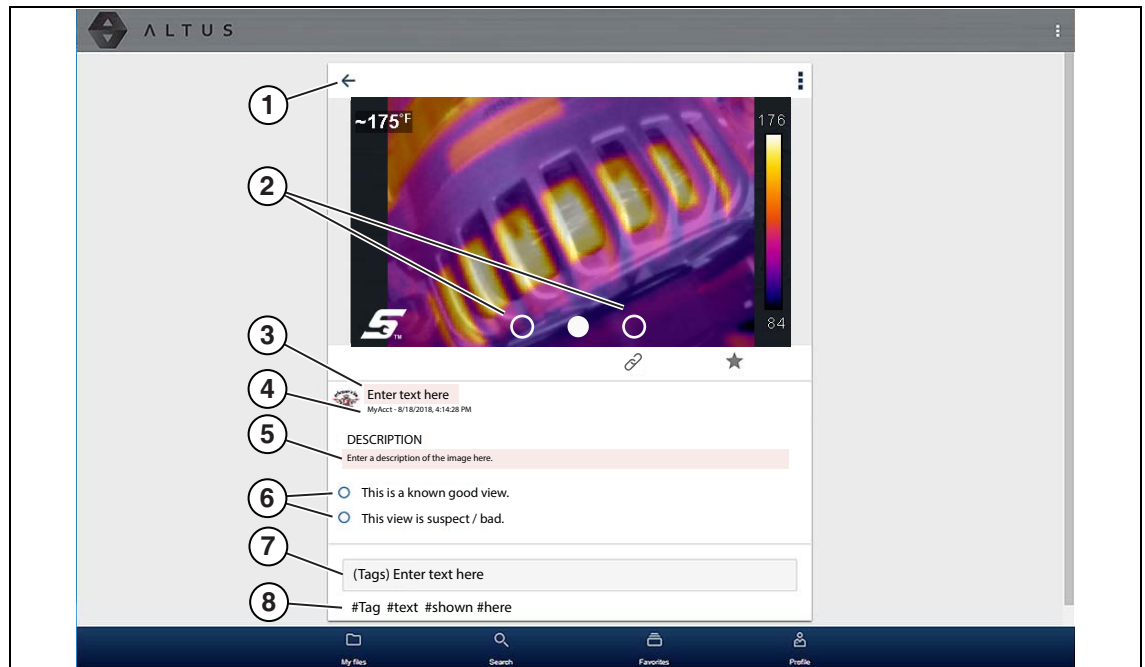 ALTUS
1
~175°F
176
2
84
S TM
3
Enter text here
4
MyAcct - 8/18/2018, 4:14:28 PM
DESCRIPTION
5
Enter a description of the image here.
6
This is a known good view.
This view is suspect / bad.
7
(Tags) Enter text here
8
#Tag #text #shown #here
My files Search Favorites Profile